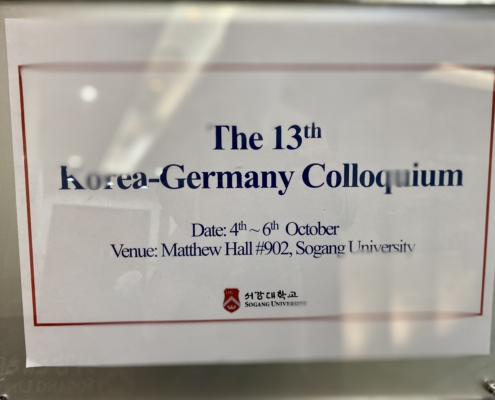 The 13th
Korea-Germany Colloquium
Date: 4th ~ 6th October
Venue: Matthew Hall #902, Sogang University
서강대학교
SOGANG UNIVERSITY